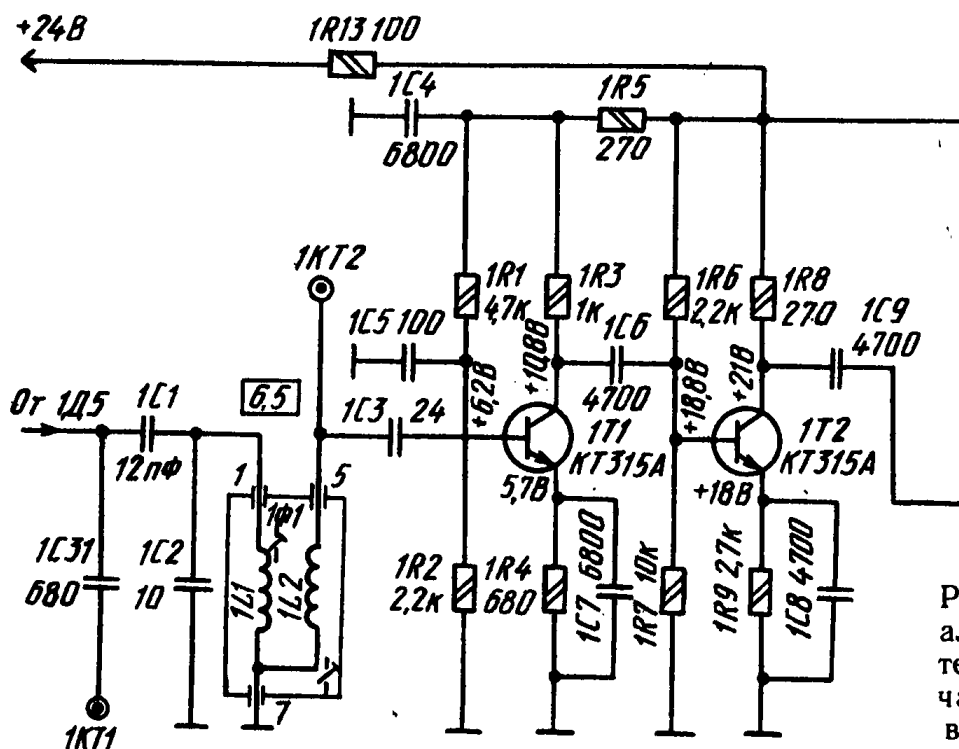 +24В
1R13 100
1C4
6800
1R5
270
1КТ2
1R1
4,7к
1R3
1к
1R6
2,2к
1R8
270
1C9
4700
1C5 100
+6,2В
+10,8В
1C6
4700
+18,8В
+21В
От 1Д5
1C1
12пФ
6,5
1C3 24
1Т1
КТ315А
1Т2
КТ315А
1
5
1Ф1
5,7В
+18В
1C31
680
1C2
10
1L1
1L2
1R2
2,2к
1R4
680
1C7 6800
1R7 10к
1R9 2,7к
1C8 4700
7
1КТ1